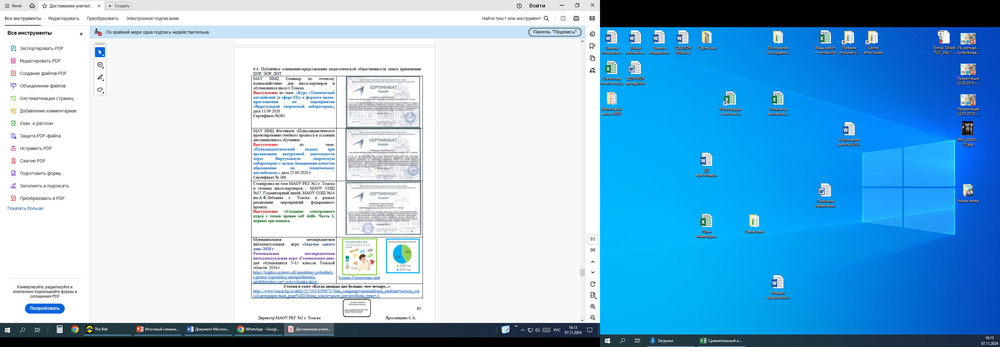 Меню
Достижения учител...
Создать
Войти
Все инструменты
Редактировать
Преобразовать
Электронное подписание
Найти текст или инструмент
Все инструменты
Экспортировать PDF
Редактировать PDF
Создание файлов PDF
Объединение файлов
Систематизация страниц
Добавление комментариев
Скан. и распозн.
Защита PDF-файла
Исправить PDF
Сжатие PDF
Подготовить форму
Заполнить и подписать
Преобразовать в PDF
Показать больше
Конвертируйте, редактируйте и
электронно подписывайте формы и
соглашения PDF
Попробовать
По крайней мере одна подпись недействительна.
Панель "Подпись"
6.4. Публичное освещение/представление педагогической общественности опыта применения
ЦОР, ЭОР, ДОТ
МАУ ИМЦ Семинар по сетевому
взаимодействию для школ-партнеров и
обучающихся школ г.Томска
Выступление по теме: «Курс «Технический
английский (в сфере IT)» в формате видео-
приглашения на мероприятия
«Виртуальной творческой лаборатории»,
дата 11.09.2020
Сертификат №381
СЕРТИФИКАТ
выдан
МАУ ИМЦ Фестиваль «Психодидактическое
проектирование учебного процесса в условиях
дистанционного обучения»
Выступление по теме:
«Психодидактический подход при
организации внеурочной деятельности
через Виртуальную творческую
лабораторию с целью повышения качества
образования по техническому
английскому», дата 25.09.2020 г
Сертификат № 386
СЕРТИФИКАТ
выдан
Стажировка на базе МАОУ РКГ №2 г. Томска
и сетевых школ-партнеров: : МАОУ СОШ
№37, Гуманитарный лицей, МАОУ СОШ №14
им.А.Ф.Лебедева г. Томска в рамках
реализации мероприятий федерального
проекта.
Выступление «Создание электронного
курса с точки зрения soft skills. Часть 1,
первые три навыка.
СЕРТИФИКАТ
выдан
Муниципальная метапредметная
интеллектуальная игра «Задачка одного
дня» 2020 г
Региональная метапредметная
интеллектуальная игра «Головоломка дня»
для обучающихся 5–11 классов Томской
области. 2024 г
https://toipkro.ru/news-all/opredeleny-pobediteli-
i-prizery-regionalnoj-metapredmetnoj-
intellektualnoj-igry-golovolomka-dnya/
ГОЛОВОЛОМКА ДНЯ
(ссылка Головоломка дня)
Количество участников
422
576
2020 год
2024 год
Статья в газет «Когда дважды два больше, чем четыре...»
https://www.tomsk.kp.ru/daily/217192/4299673/?utm_campaign=internal&utm_medium=section_sch
ool-newspaper-tmsk_page%3D2&utm_source=quote_preview&utm_term=-1
ДОКУМЕНТ ПОДПИСАН
ЭЛЕКТРОННОЙ ПОДПИСЬЮ
83
Директор МАОУ РКГ №2 г. Томска
Ярославцева С.А.
83
98
The Bat!
Итоговый семина...
Документ Microso...
WhatsApp - Googl...
Достижения учите...
РУС
16:13
07.11.2024
Замена
специалис...
Вход в
личный к...
Замена
координат...
ШАБЛОН
ИЗ.docx
С флэшки
Положение
о координа...
Виды работ
— копия.xlsx
Премии
лучшим у...
Центр
аттестации
Tomsk Oblast
TL21_Day 1...
УБ_методи...
сопровожд...
Статистика
по аттестац...
ДОГОВОР
аренды.doc
Презентация
22.05.2018 -...
Налоговый
вычет 2023
Регистрация
с чего нач...
Оплаты за
экспертиз...
Презентация
22.05.2018....
Расписание
работы ЦО...
IMG_20200...
(1).jpg
ДС
краснодар...
Пичугина
характери...
Новая папка
План
индивидуа...
Статистика
Возврат
средств.docx
Загрузки
Сравнительный а...
16:13
07.11.2024